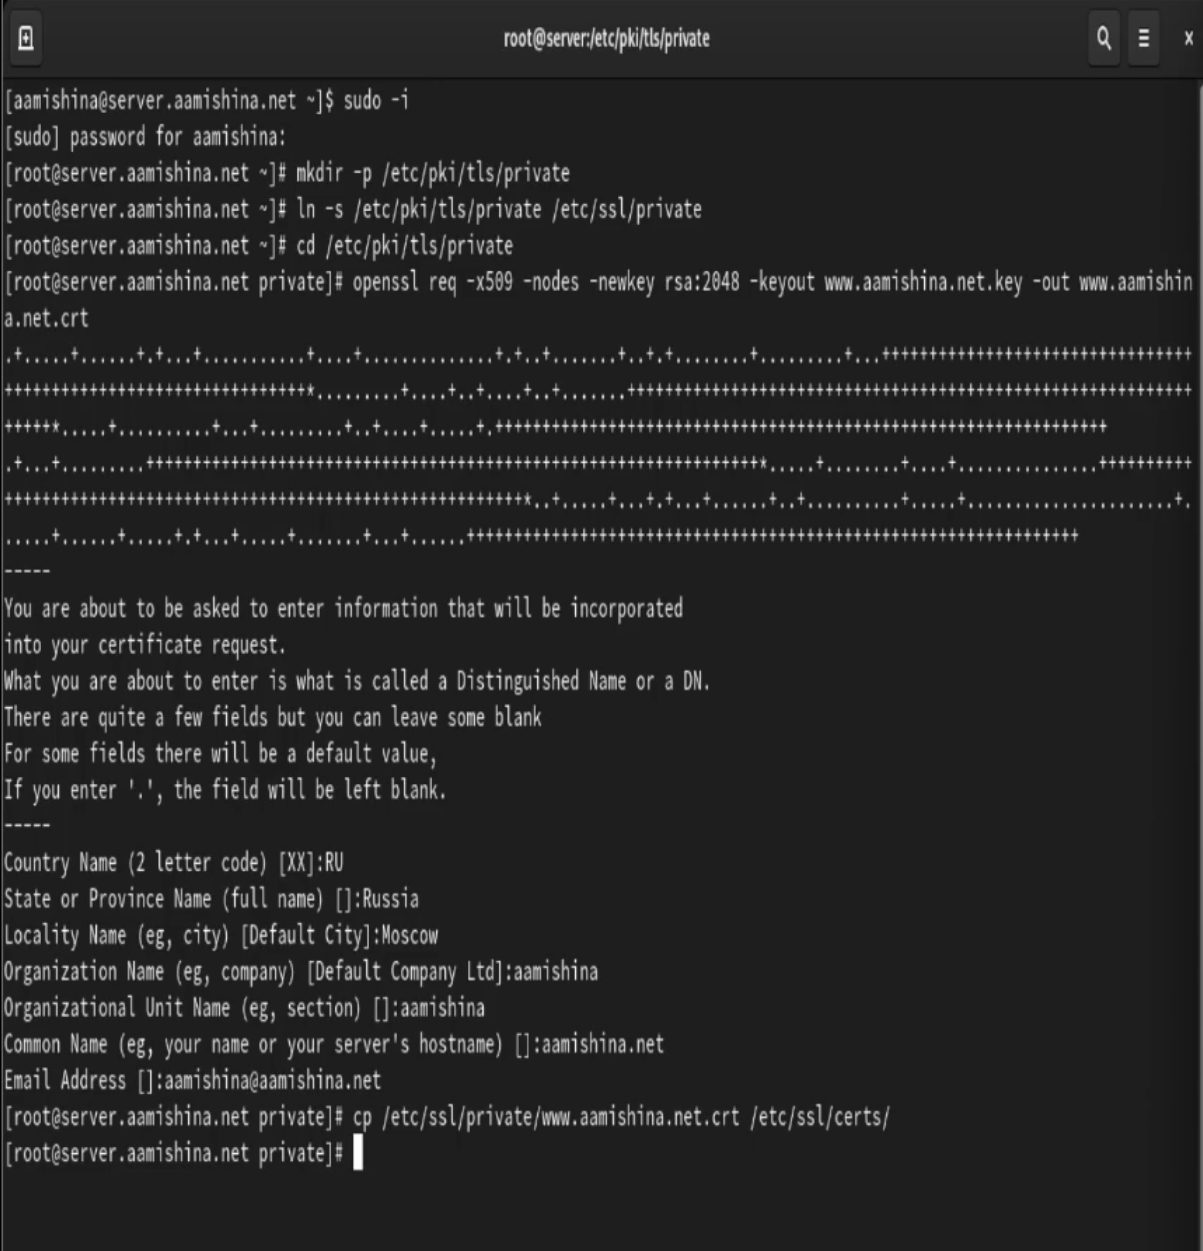 root@server:/etc/pki/tls/private
[aamishina@server.aamishina.net ~]$ sudo -i
[sudo] password for aamishina:
[root@server.aamishina.net ~]# mkdir -p /etc/pki/tls/private
[root@server.aamishina.net ~]# ln -s /etc/pki/tls/private /etc/ssl/private
[root@server.aamishina.net ~]# cd /etc/pki/tls/private
[root@server.aamishina.net private]# openssl req -x509 -nodes -newkey rsa:2048 -keyout www.aamishina.net.key -out www.aamishin
a.net.crt
-----
You are about to be asked to enter information that will be incorporated
into your certificate request.
What you are about to enter is what is called a Distinguished Name or a DN.
There are quite a few fields but you can leave some blank
For some fields there will be a default value,
If you enter '.', the field will be left blank.
-----
Country Name (2 letter code) [XX]:RU
State or Province Name (full name) []:Russia
Locality Name (eg, city) [Default City]:Moscow
Organization Name (eg, company) [Default Company Ltd]:aamishina
Organizational Unit Name (eg, section) []:aamishina
Common Name (eg, your name or your server's hostname) []:aamishina.net
Email Address []:aamishina@aamishina.net
[root@server.aamishina.net private]# cp /etc/ssl/private/www.aamishina.net.crt /etc/ssl/certs/
[root@server.aamishina.net private]#